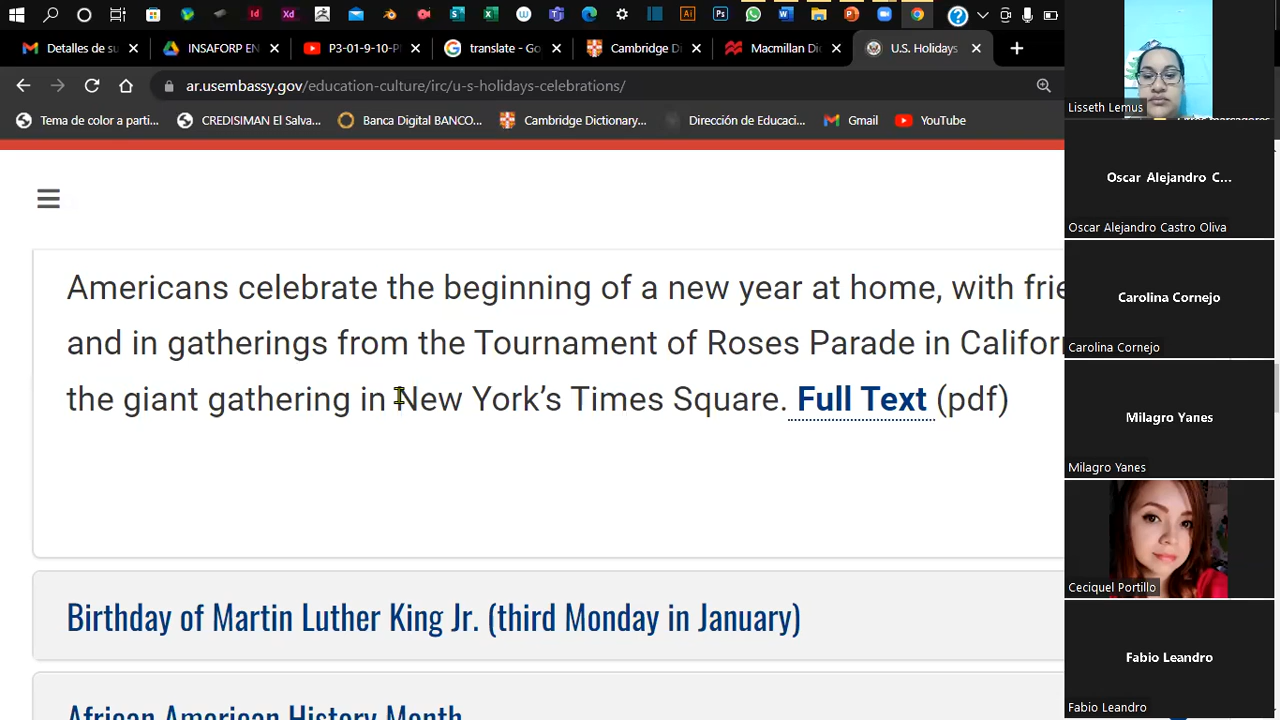 Detalles de su
INSAFORP EN
P3-01-9-10-P
translate - Go
Cambridge Di
Macmillan Dic
U.S. Holidays
ar.usembassy.gov/education-culture/irc/u-s-holidays-celebrations/
Tema de color a parti...
CREDISIMAN El Salva...
Banca Digital BANCO...
Cambridge Dictionary...
Dirección de Educaci...
Gmail
YouTube
Americans celebrate the beginning of a new year at home, with frie
and in gatherings from the Tournament of Roses Parade in Califor
the giant gathering in New York’s Times Square. Full Text (pdf)
Birthday of Martin Luther King Jr. (third Monday in January)
African American History Month
Lisseth Lemus
Oscar Alejandro C...
Oscar Alejandro Castro Oliva
Carolina Cornejo
Carolina Cornejo
Milagro Yanes
Milagro Yanes
Ceciquel Portillo
Fabio Leandro
Fabio Leandro